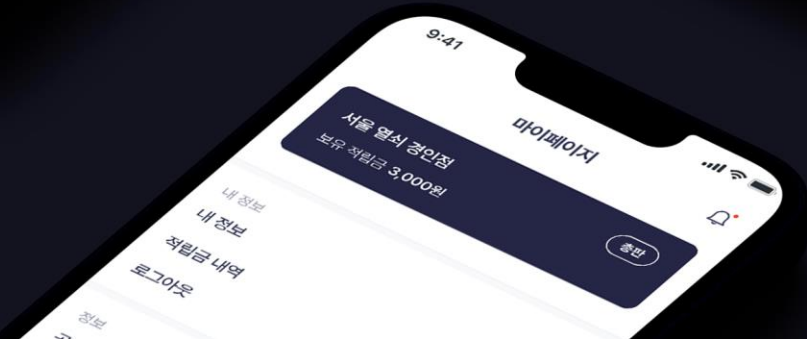 9:41
마이페이지
서울 열쇠 경인점
보유 적립금 3,000원
총판
내 정보
내 정보
적립금 내역
로그아웃
정보